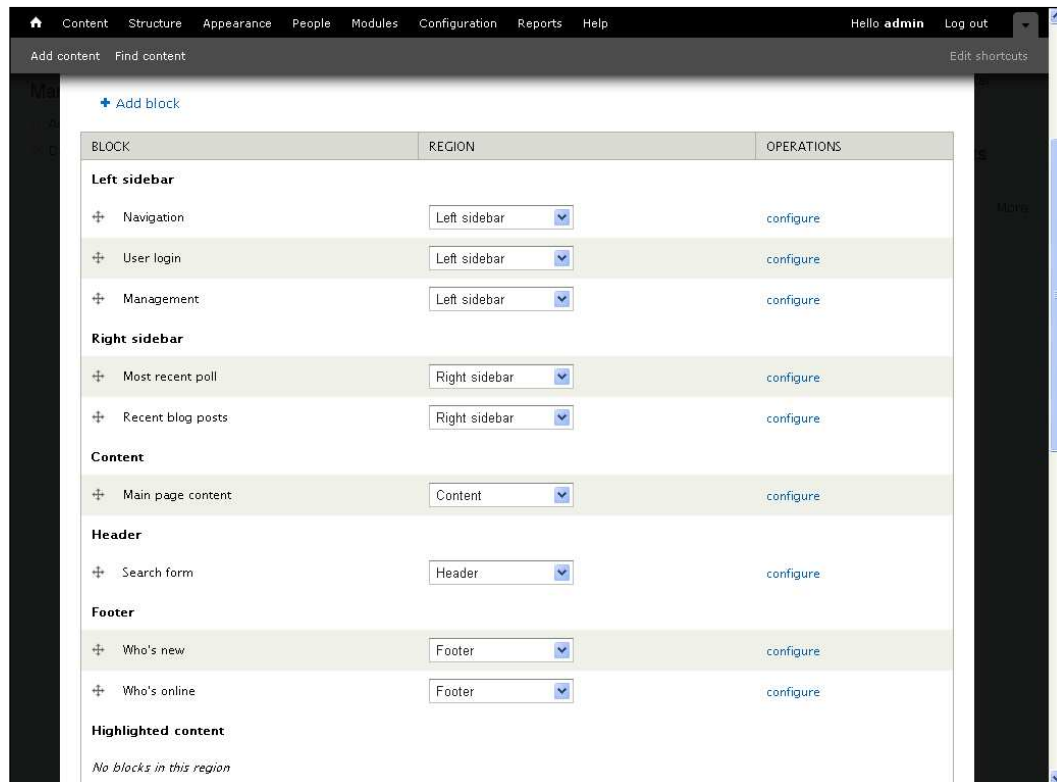 Content Structure Appearance People Modules Configuration Reports Help Hello admin Log out
Add content Find content Edit shortcuts
Add block
BLOCK REGION OPERATIONS
Left sidebar
Navigation Left sidebar configure
User login Left sidebar configure
Management Left sidebar configure
Right sidebar
Most recent poll Right sidebar configure
Recent blog posts Right sidebar configure
Content
Main page content Content configure
Header
Search form Header configure
Footer
Who's new Footer configure
Who's online Footer configure
Highlighted content
No blocks in this region
More